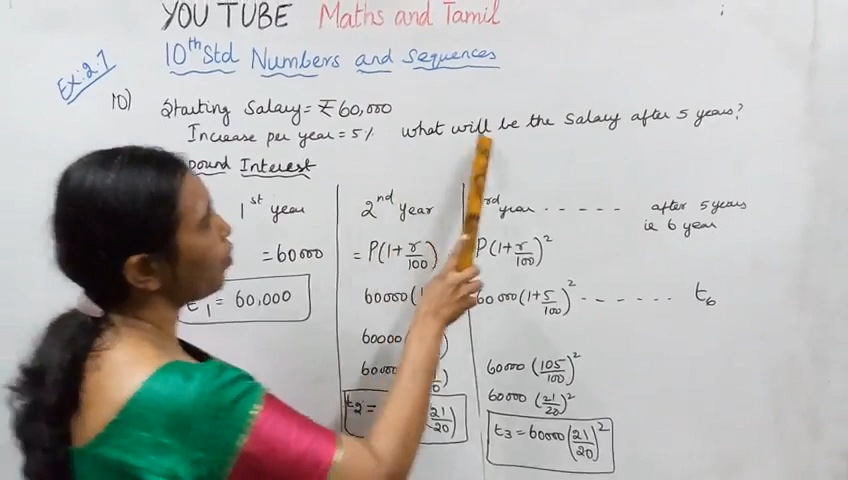 YOU TUBE Maths and Tamil
10th Std Numbers and Sequences
Ex:2.7
10) Starting Salary = ₹ 60,000
Increase per year = 5% what will be the Salary after 5 years?
pound Interest
1st year
= 60000
t1 = 60,000
2nd year
= P(1+r/100)
60000(1
60000
60000
t2 =
(21/20)
rd year - - - - - after 5 years
ie 6 year
P(1+r/100)^2
60000(1+5/100)^2 - - - - - - - t6
60000(105/100)^2
60000(21/20)^2
t3 = 60000(21/20)^2